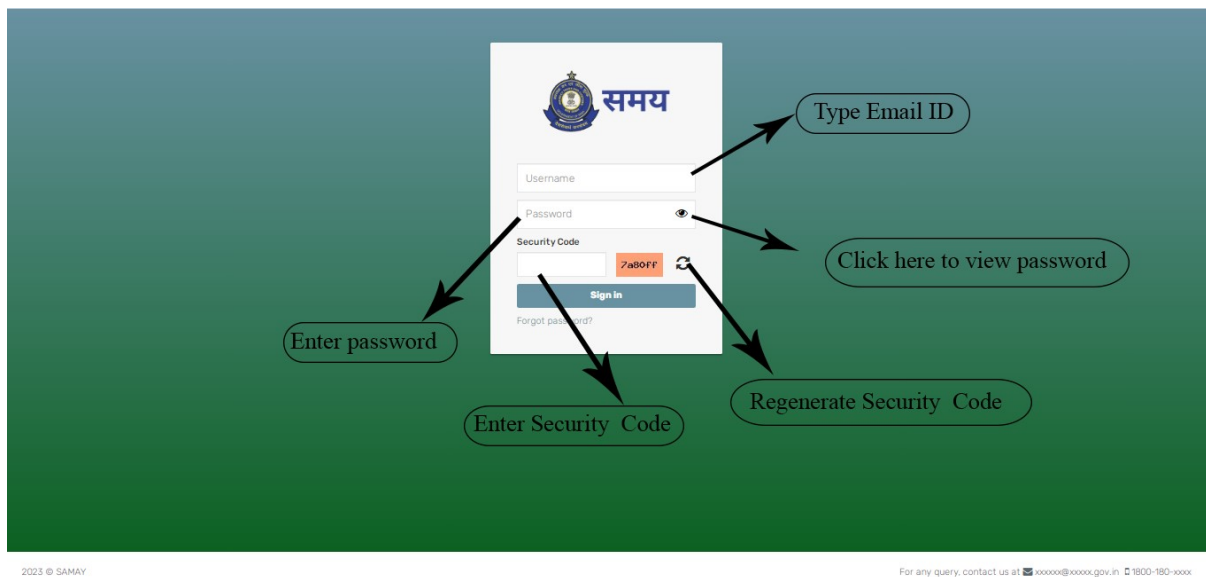 समय
Type Email ID
Username
Password
Click here to view password
Security Code
7a80ff
Sign in
Forgot password?
Enter password
Regenerate Security Code
Enter Security Code
2023 © SAMAY
For any query, contact us at xxxxxx@xxxxx.gov.in 1800-180-xxxx